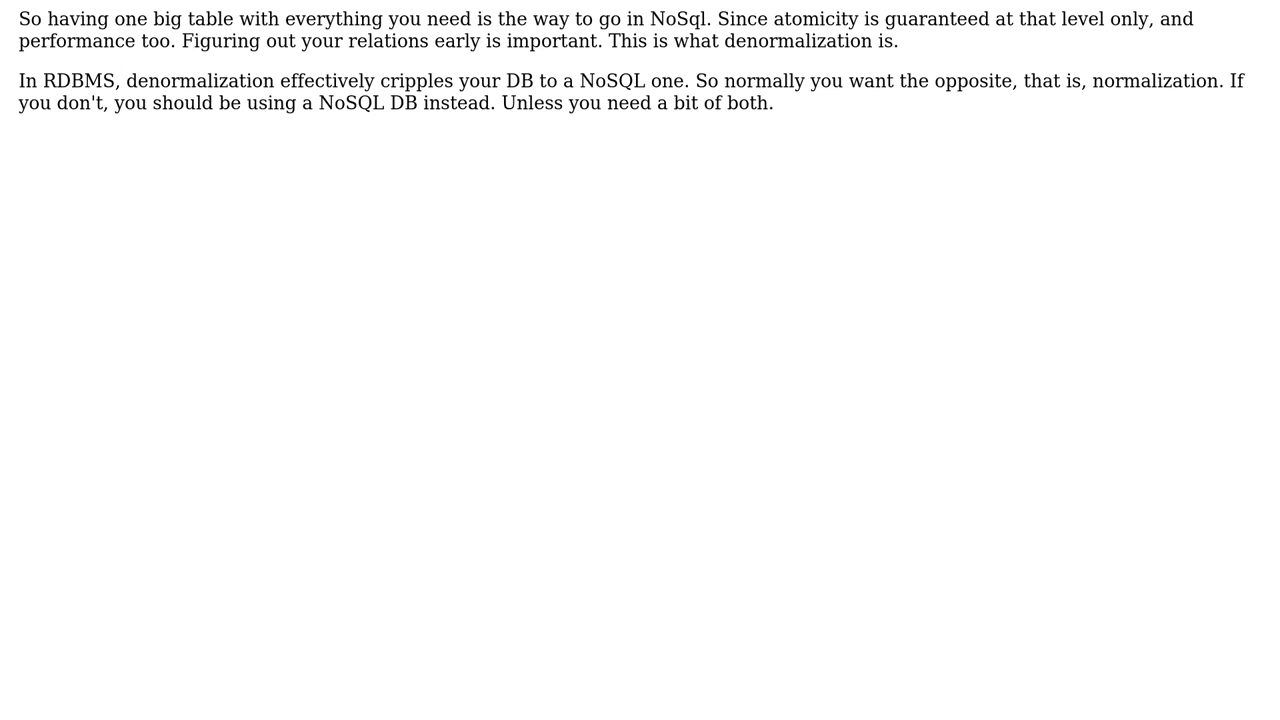 So having one big table with everything you need is the way to go in NoSql. Since atomicity is guaranteed at that level only, and
performance too. Figuring out your relations early is important. This is what denormalization is.
In RDBMS, denormalization effectively cripples your DB to a NoSQL one. So normally you want the opposite, that is, normalization. If
you don't, you should be using a NoSQL DB instead. Unless you need a bit of both.